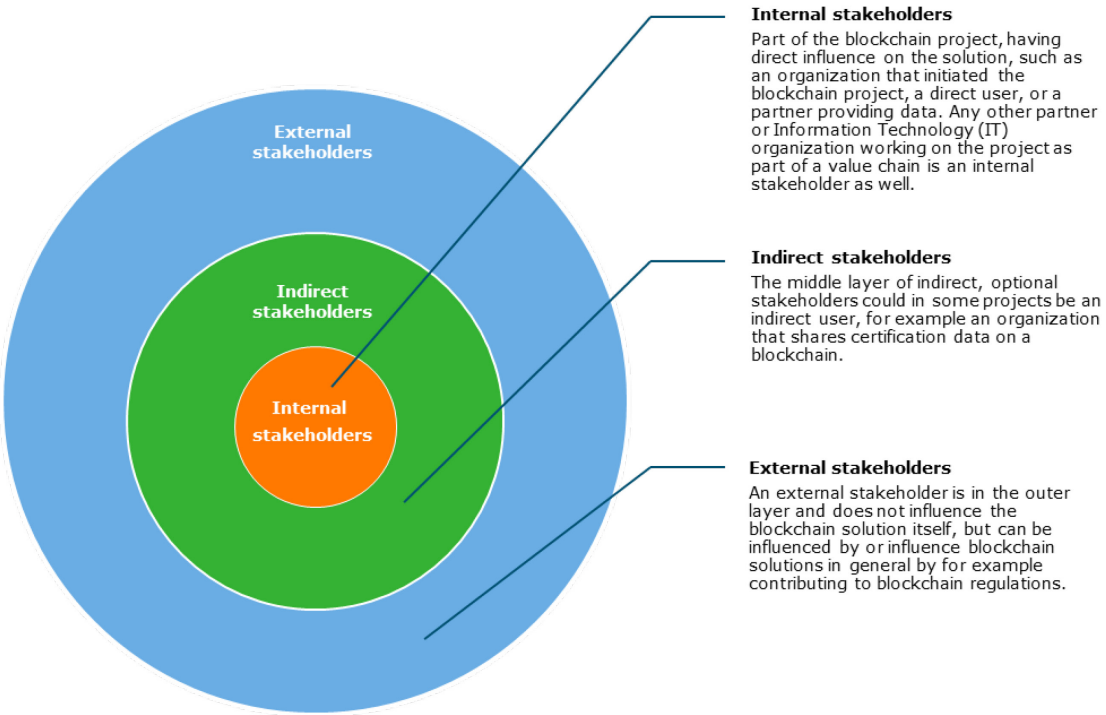 Internal stakeholders
Part of the blockchain project, having
direct influence on the solution, such as
an organization that initiated the
blockchain project, a direct user, or a
partner providing data. Any other partner
or Information Technology (IT)
organization working on the project as
part of a value chain is an internal
stakeholder as well.
External
stakeholders
Indirect stakeholders
The middle layer of indirect, optional
stakeholders could in some projects be an
indirect user, for example an organization
that shares certification data on a
blockchain.
Indirect
stakeholders
Internal
stakeholders
External stakeholders
An external stakeholder is in the outer
layer and does not influence the
blockchain solution itself, but can be
influenced by or influence blockchain
solutions in general by for example
contributing to blockchain regulations.